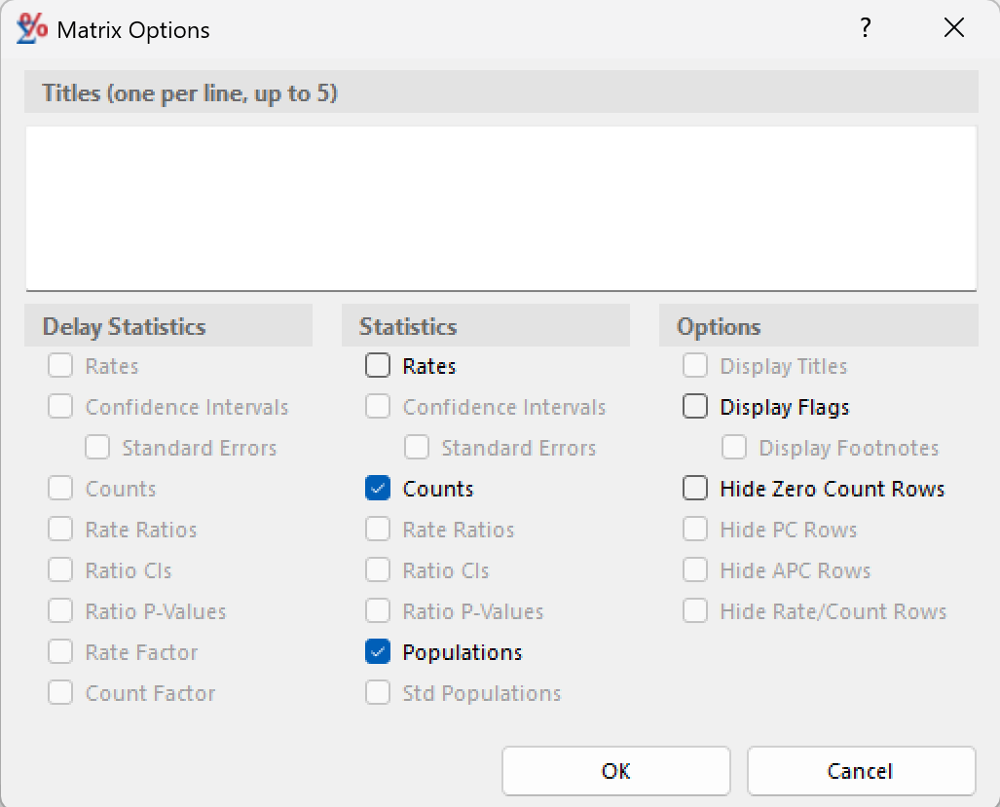 Matrix Options
?
Titles (one per line, up to 5)
Delay Statistics
Rates
Confidence Intervals
Standard Errors
Counts
Rate Ratios
Ratio CIs
Ratio P-Values
Rate Factor
Count Factor
Statistics
Rates
Confidence Intervals
Standard Errors
Counts
Rate Ratios
Ratio CIs
Ratio P-Values
Populations
Std Populations
Options
Display Titles
Display Flags
Display Footnotes
Hide Zero Count Rows
Hide PC Rows
Hide APC Rows
Hide Rate/Count Rows
OK
Cancel